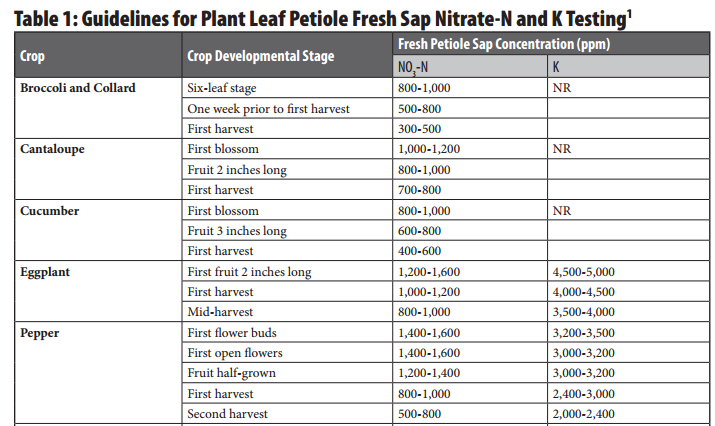 Table 1: Guidelines for Plant Leaf Petiole Fresh Sap Nitrate-N and K Testing¹
Crop Crop Developmental Stage Fresh Petiole Sap Concentration (ppm)
NO₃-N K
Broccoli and Collard Six-leaf stage 800-1,000 NR
One week prior to first harvest 500-800
First harvest 300-500
Cantaloupe First blossom 1,000-1,200 NR
Fruit 2 inches long 800-1,000
First harvest 700-800
Cucumber First blossom 800-1,000 NR
Fruit 3 inches long 600-800
First harvest 400-600
Eggplant First fruit 2 inches long 1,200-1,600 4,500-5,000
First harvest 1,000-1,200 4,000-4,500
Mid-harvest 800-1,000 3,500-4,000
Pepper First flower buds 1,400-1,600 3,200-3,500
First open flowers 1,400-1,600 3,000-3,200
Fruit half-grown 1,200-1,400 3,000-3,200
First harvest 800-1,000 2,400-3,000
Second harvest 500-800 2,000-2,400